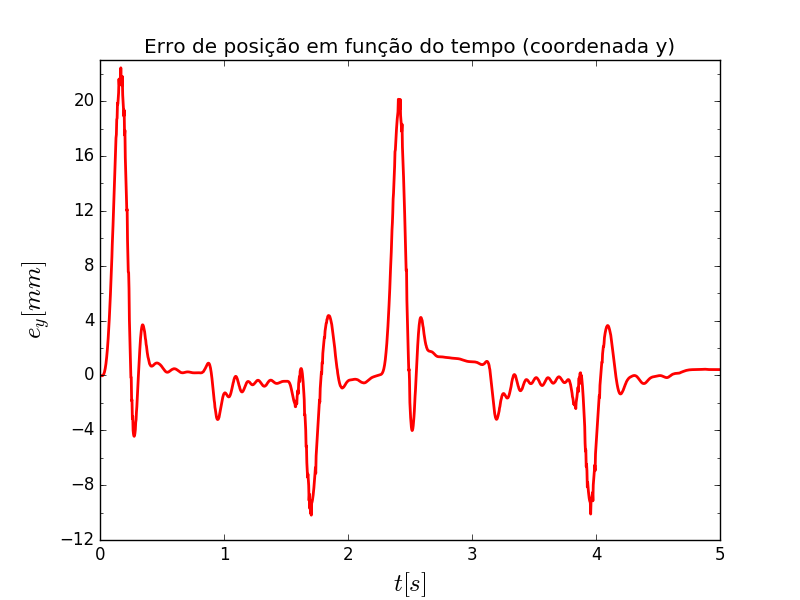 Erro de posição em função do tempo (coordenada y)
20
16
12
8
4
0
−4
−8
−12
e_y[mm]
0 1 2 3 4 5
t[s]